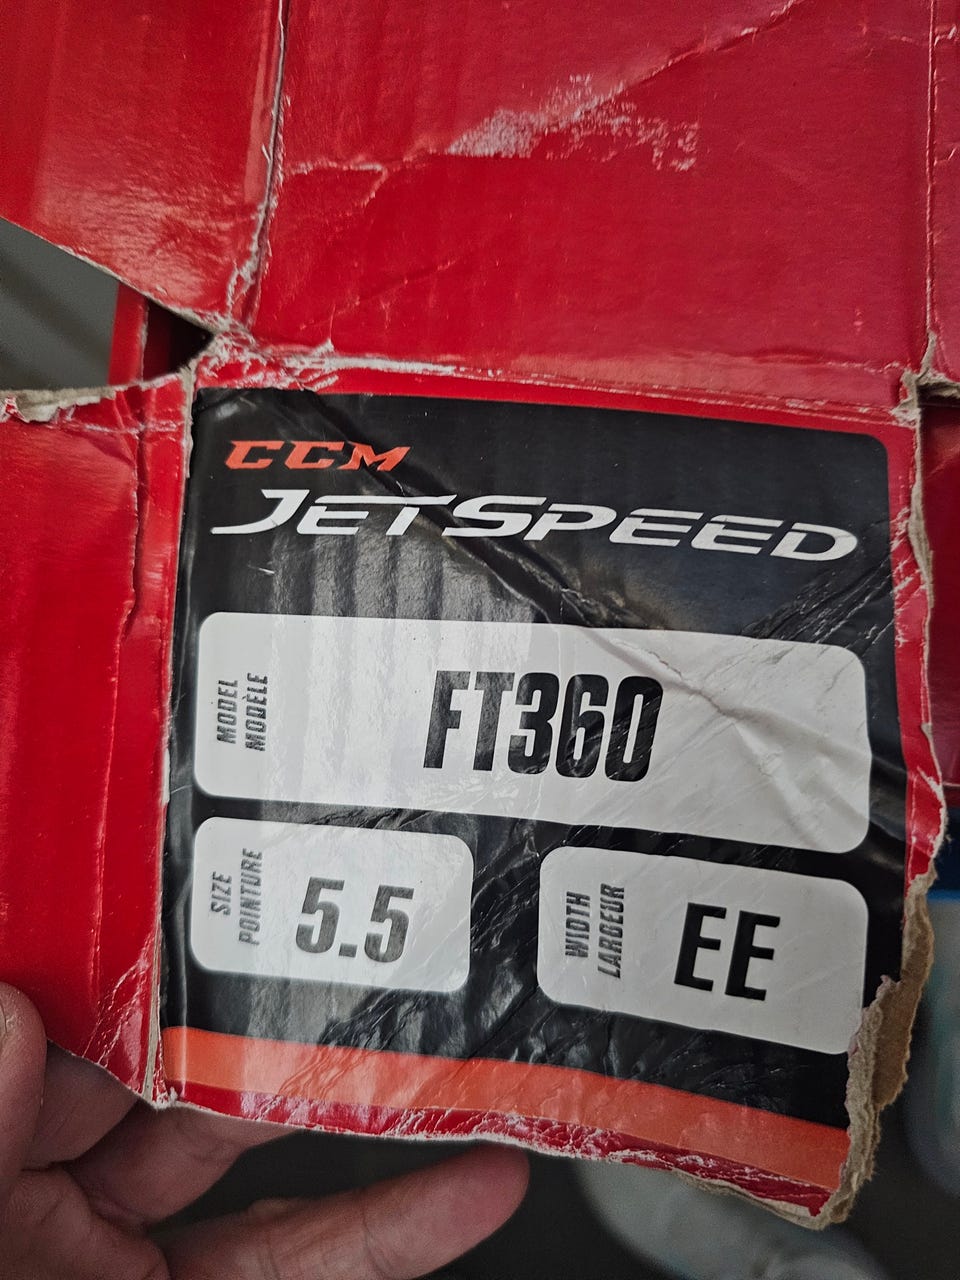 CCM
JETSPEED
MODEL
MODÈLE
FT360
SIZE
POINTURE
5.5
WIDTH
LARGEUR
EE